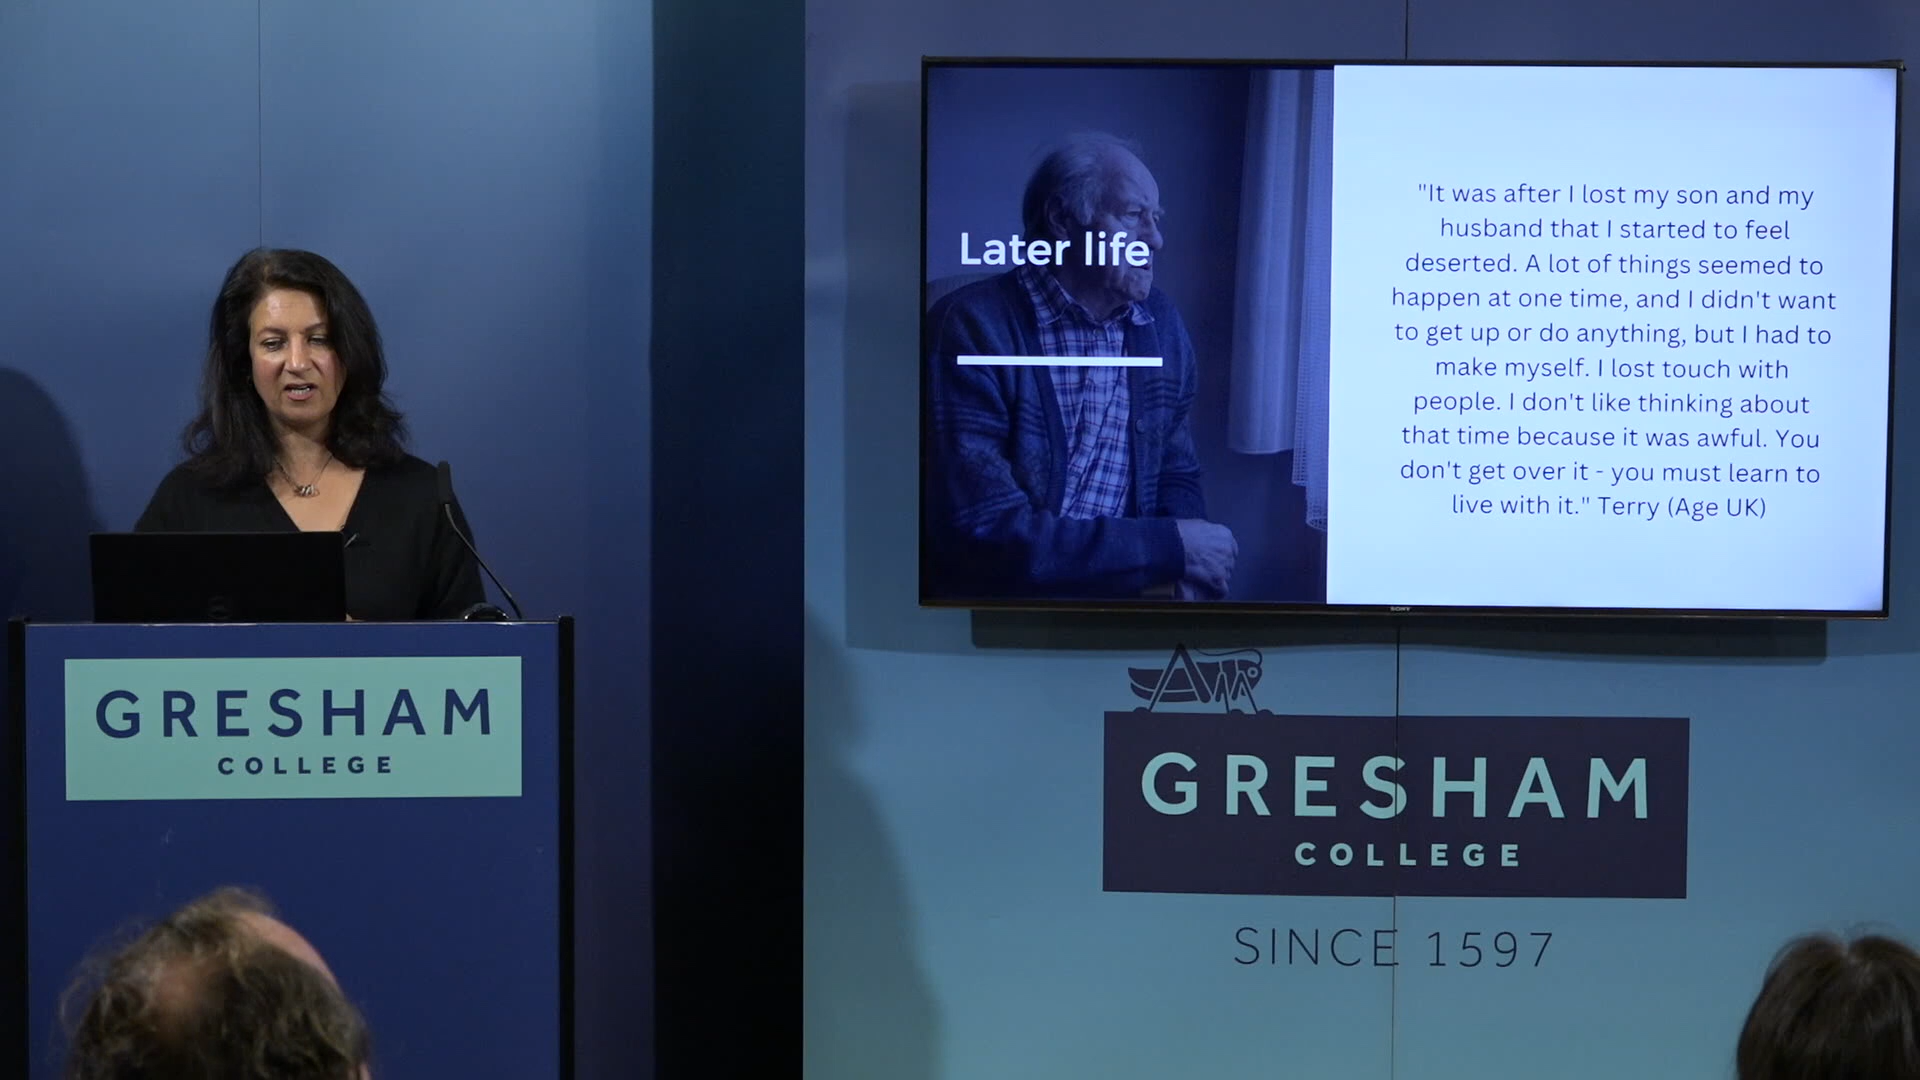 Later life
"It was after I lost my son and my
husband that I started to feel
deserted. A lot of things seemed to
happen at one time, and I didn't want
to get up or do anything, but I had to
make myself. I lost touch with
people. I don't like thinking about
that time because it was awful. You
don't get over it - you must learn to
live with it." Terry (Age UK)
SONY
GRESHAM
COLLEGE
GRESHAM
COLLEGE
SINCE 1597